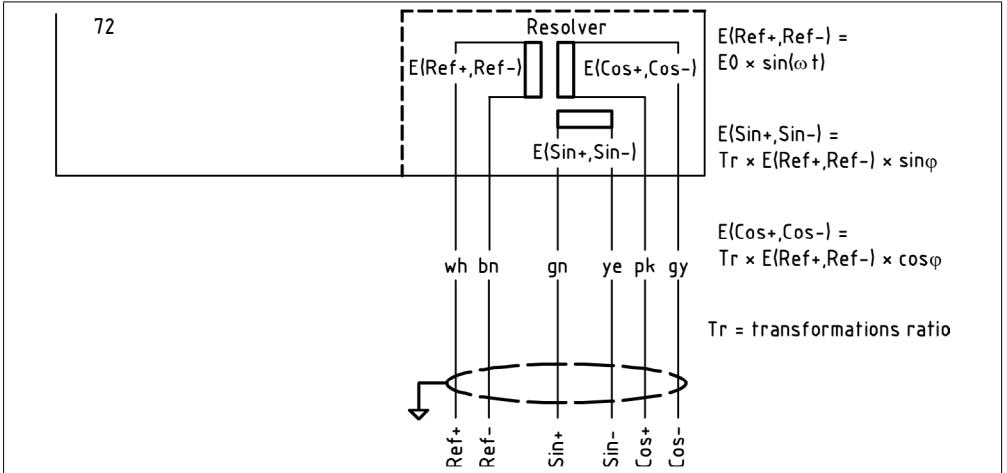 72
Resolver
E(Ref+,Ref-)
E(Cos+,Cos-)
E(Sin+,Sin-)
E(Ref+,Ref-) =
E0 × sin(ω t)
E(Sin+,Sin-) =
Tr × E(Ref+,Ref-) × sinφ
E(Cos+,Cos-) =
Tr × E(Ref+,Ref-) × cosφ
Tr = transformations ratio
wh bn gn ye pk gy
Ref+
Ref-
Sin+
Sin-
Cos+
Cos-